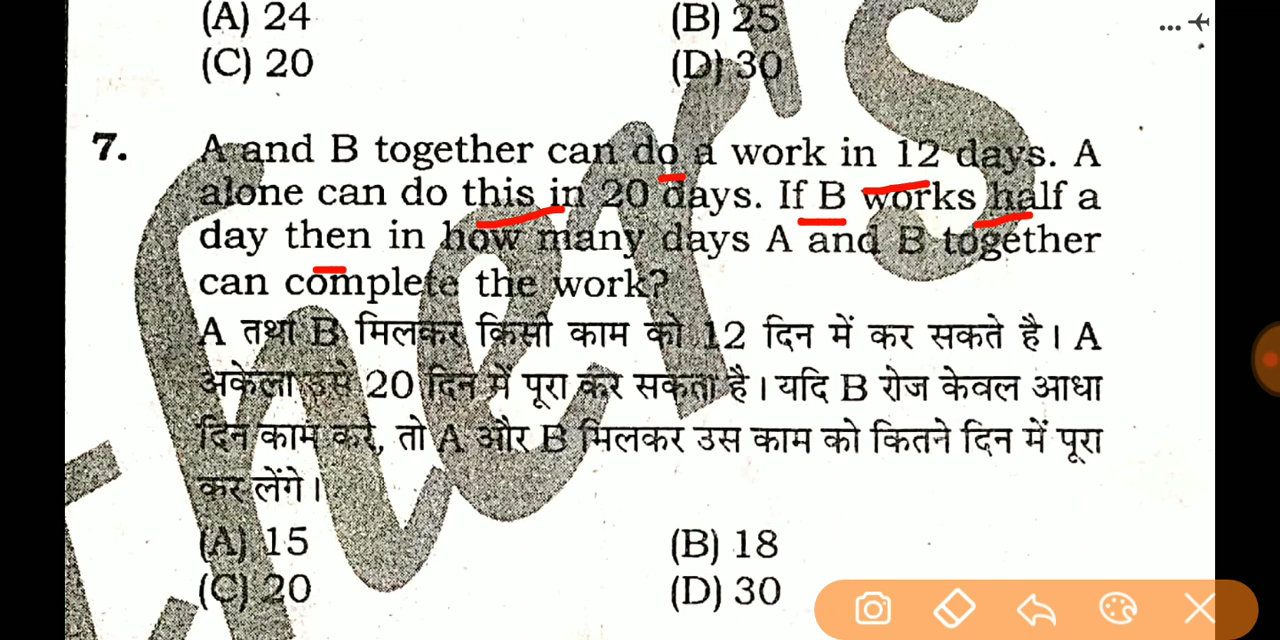 (A) 24 (B) 25
(C) 20 (D) 30
7. A and B together can do a work in 12 days. A
alone can do this in 20 days. If B works half a
day then in how many days A and B together
can complete the work?
A तथा B मिलकर किसी काम को 12 दिन में कर सकते है। A
अकेला उसे 20 दिन में पूरा कर सकता है। यदि B रोज केवल आधा
दिन काम करे, तो A और B मिलकर उस काम को कितने दिन में पूरा
कर लेंगे।
(A) 15 (B) 18
(C) 20 (D) 30